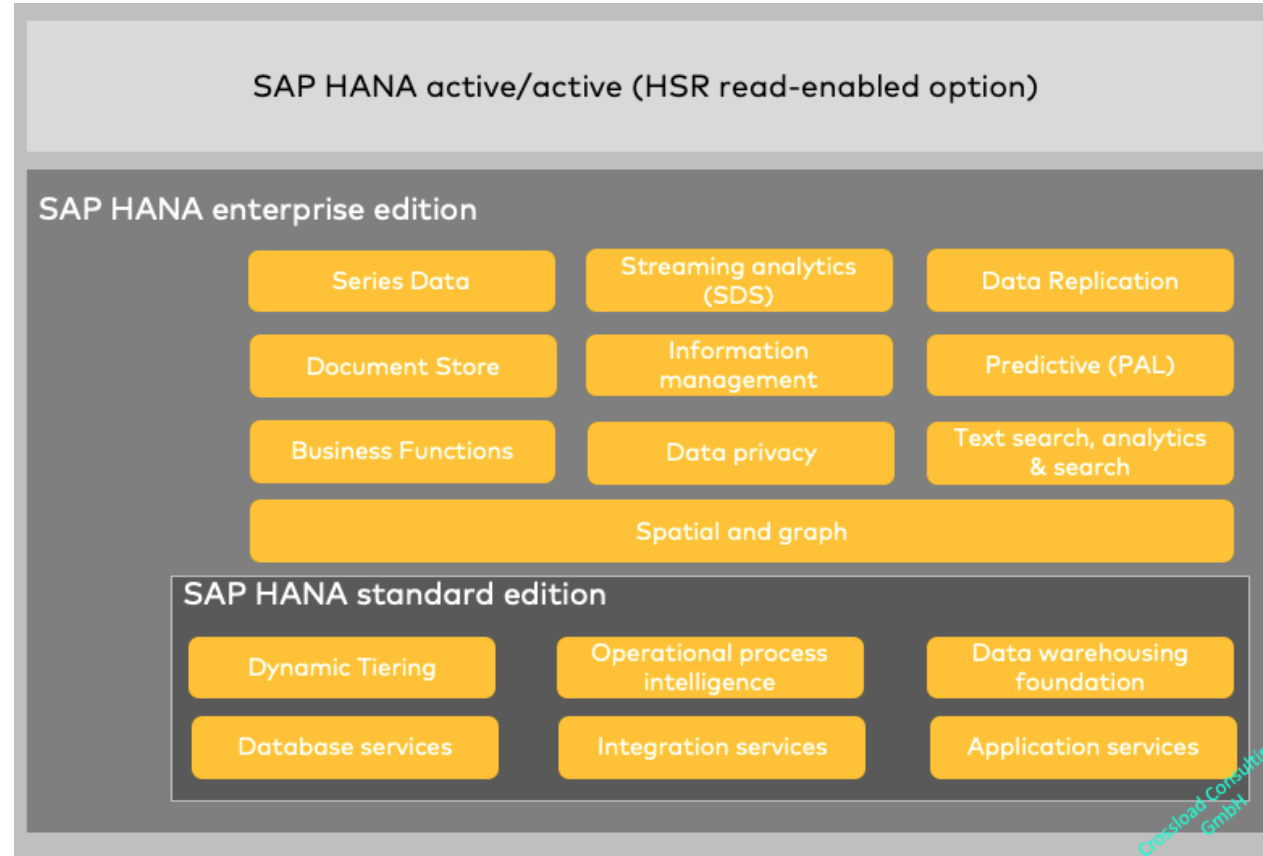 SAP HANA active/active (HSR read-enabled option)
SAP HANA enterprise edition
Series Data
Streaming analytics
(SDS)
Data Replication
Document Store
Information
management
Predictive (PAL)
Business Functions
Data privacy
Text search, analytics
& search
Spatial and graph
SAP HANA standard edition
Dynamic Tiering
Operational process
intelligence
Data warehousing
foundation
Database services
Integration services
Application services
Crossload Consultin
GmbH